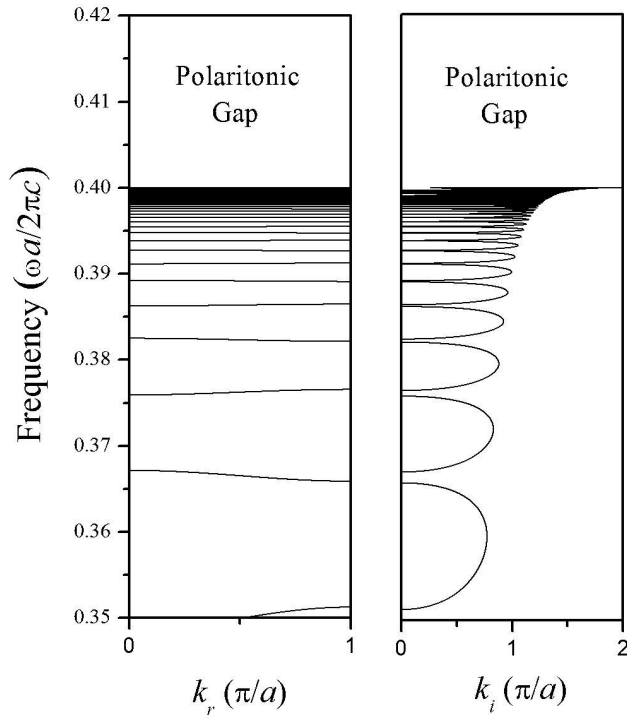 0.42
0.41
0.40
0.39
0.38
0.37
0.36
0.35
Frequency (ωa/2πc)
Polaritonic
Gap
0
1
k_r (π/a)
Polaritonic
Gap
0
1
2
k_i (π/a)